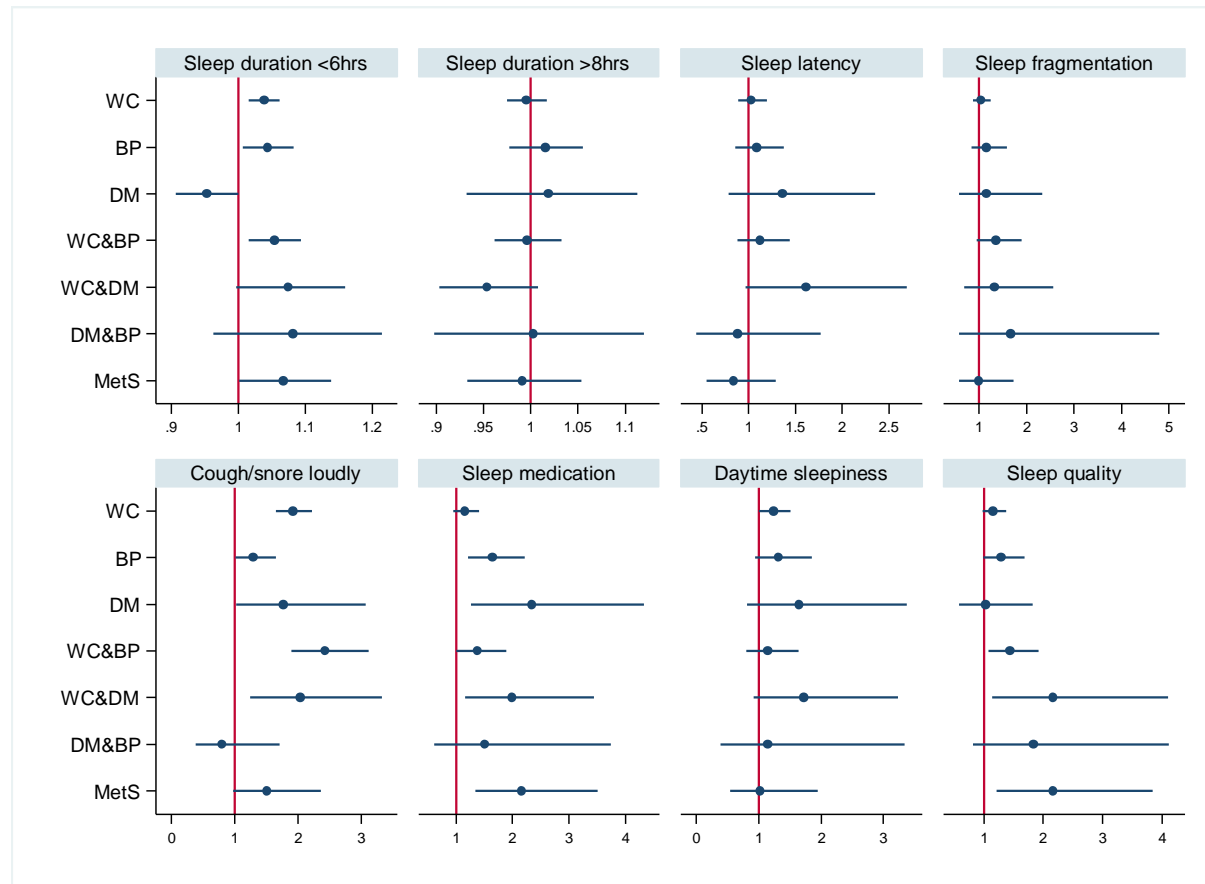 Sleep duration <6hrs
Sleep duration >8hrs
Sleep latency
Sleep fragmentation
WC
BP
DM
WC&BP
WC&DM
DM&BP
MetS
.9 1 1.1 1.2
.9 .95 1 1.05 1.1
.5 1 1.5 2 2.5
1 2 3 4 5
Cough/snore loudly
Sleep medication
Daytime sleepiness
Sleep quality
WC
BP
DM
WC&BP
WC&DM
DM&BP
MetS
0 1 2 3
1 2 3 4
0 1 2 3
1 2 3 4